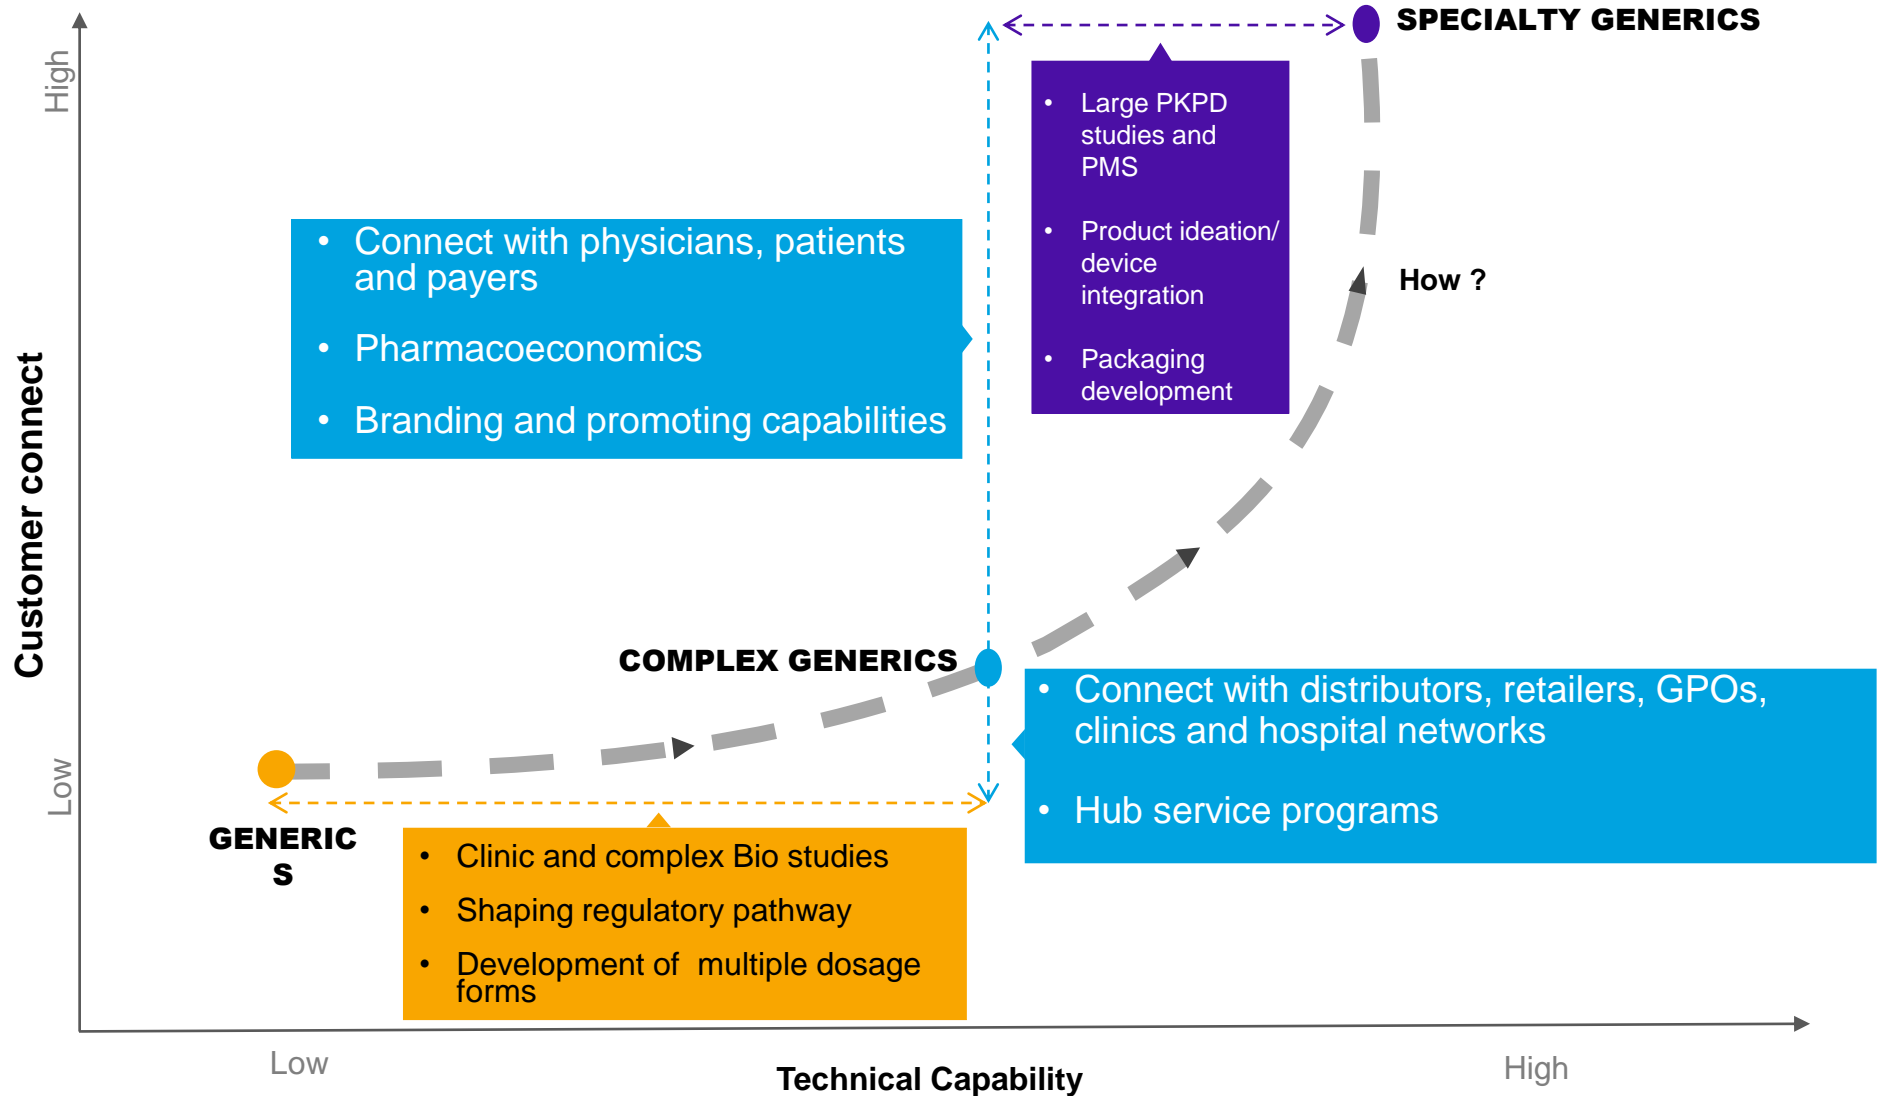 SPECIALTY GENERICS
High
• Large PKPD
studies and
PMS
• Product ideation/
device
integration
• Packaging
development
• Connect with physicians, patients
and payers
• Pharmacoeconomics
• Branding and promoting capabilities
How ?
Customer connect
COMPLEX GENERICS
• Connect with distributors, retailers, GPOs,
clinics and hospital networks
• Hub service programs
Low
GENERIC
S
• Clinic and complex Bio studies
• Shaping regulatory pathway
• Development of  multiple dosage
forms
Low
Technical Capability
High